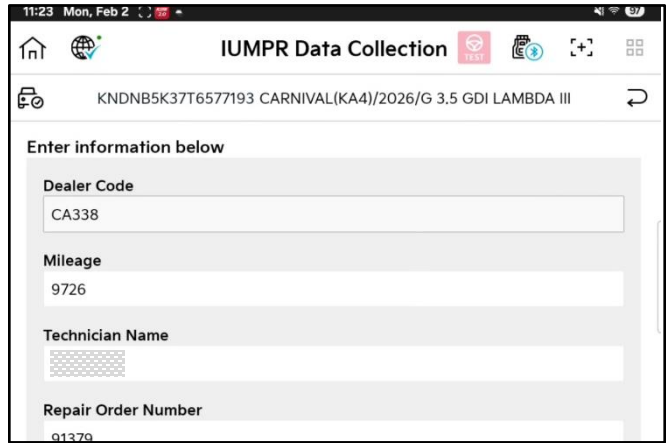 11:23 Mon, Feb 2 97
IUMPR Data Collection
TEST
KNDNB5K37T6577193 CARNIVAL(KA4)/2026/G 3.5 GDI LAMBDA III
Enter information below
Dealer Code
CA338
Mileage
9726
Technician Name
Repair Order Number
91379